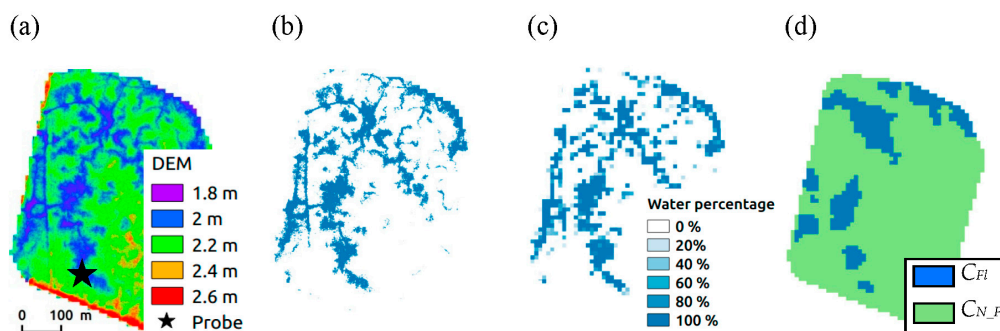 (a)
(b)
(c)
(d)
DEM
1.8 m
2 m
2.2 m
2.4 m
2.6 m
Probe
0 100 m
Water percentage
0 %
20%
40 %
60 %
80 %
100 %
C_Fl